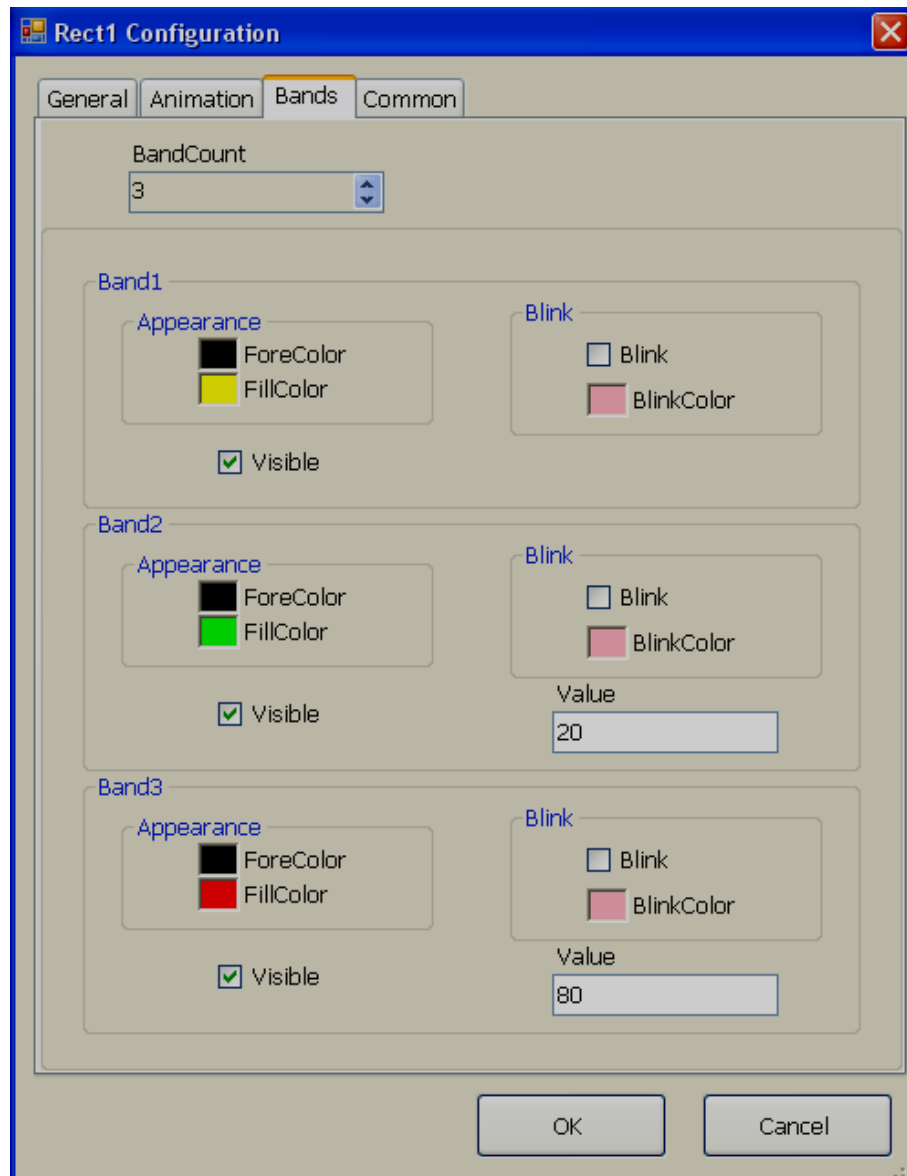 Rect1 Configuration
General Animation Bands Common
BandCount
3
Band1
Appearance
ForeColor
FillColor
Visible
Blink
Blink
BlinkColor
Band2
Appearance
ForeColor
FillColor
Visible
Blink
Blink
BlinkColor
Value
20
Band3
Appearance
ForeColor
FillColor
Visible
Blink
Blink
BlinkColor
Value
80
OK Cancel